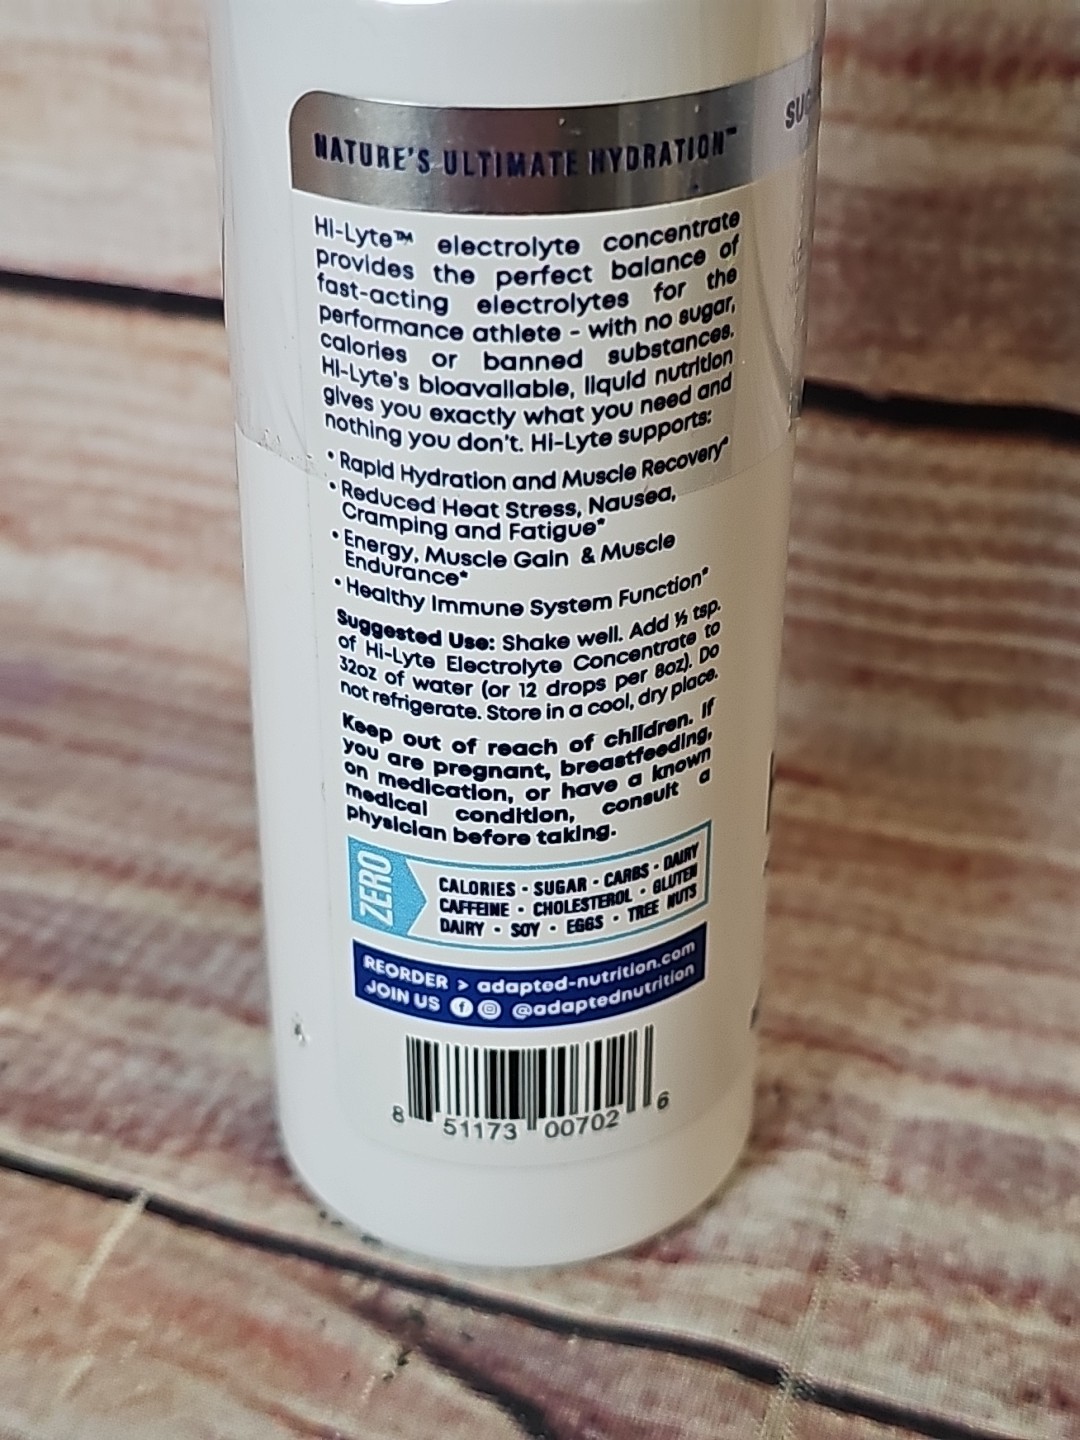 NATURE'S ULTIMATE HYDRATION™
Hi-Lyte™ electrolyte concentrate
provides the perfect balance of
fast-acting electrolytes for the
performance athlete - with no sugar,
calories or banned substances.
Hi-Lyte's bioavailable, liquid nutrition
gives you exactly what you need and
nothing you don't. Hi-Lyte supports:
• Rapid Hydration and Muscle Recovery*
• Reduced Heat Stress, Nausea,
Cramping and Fatigue*
• Energy, Muscle Gain & Muscle
Endurance*
• Healthy Immune System Function*
Suggested Use: Shake well. Add ½ tsp.
of Hi-Lyte Electrolyte Concentrate to
32oz of water (or 12 drops per 8oz). Do
not refrigerate. Store in a cool, dry place.
Keep out of reach of children. If
you are pregnant, breastfeeding,
on medication, or have a known
medical condition, consult a
physician before taking.
ZERO
CALORIES • SUGAR • CARBS • DAIRY
CAFFEINE • CHOLESTEROL • GLUTEN
DAIRY • SOY • EGGS • TREE NUTS
REORDER > adapted-nutrition.com
JOIN US @adaptednutrition
8 51173 00702 6